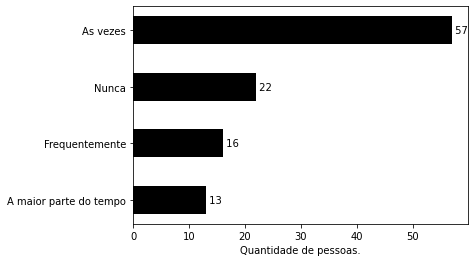 As vezes 57
Nunca 22
Frequentemente 16
A maior parte do tempo 13
0 10 20 30 40 50
Quantidade de pessoas.